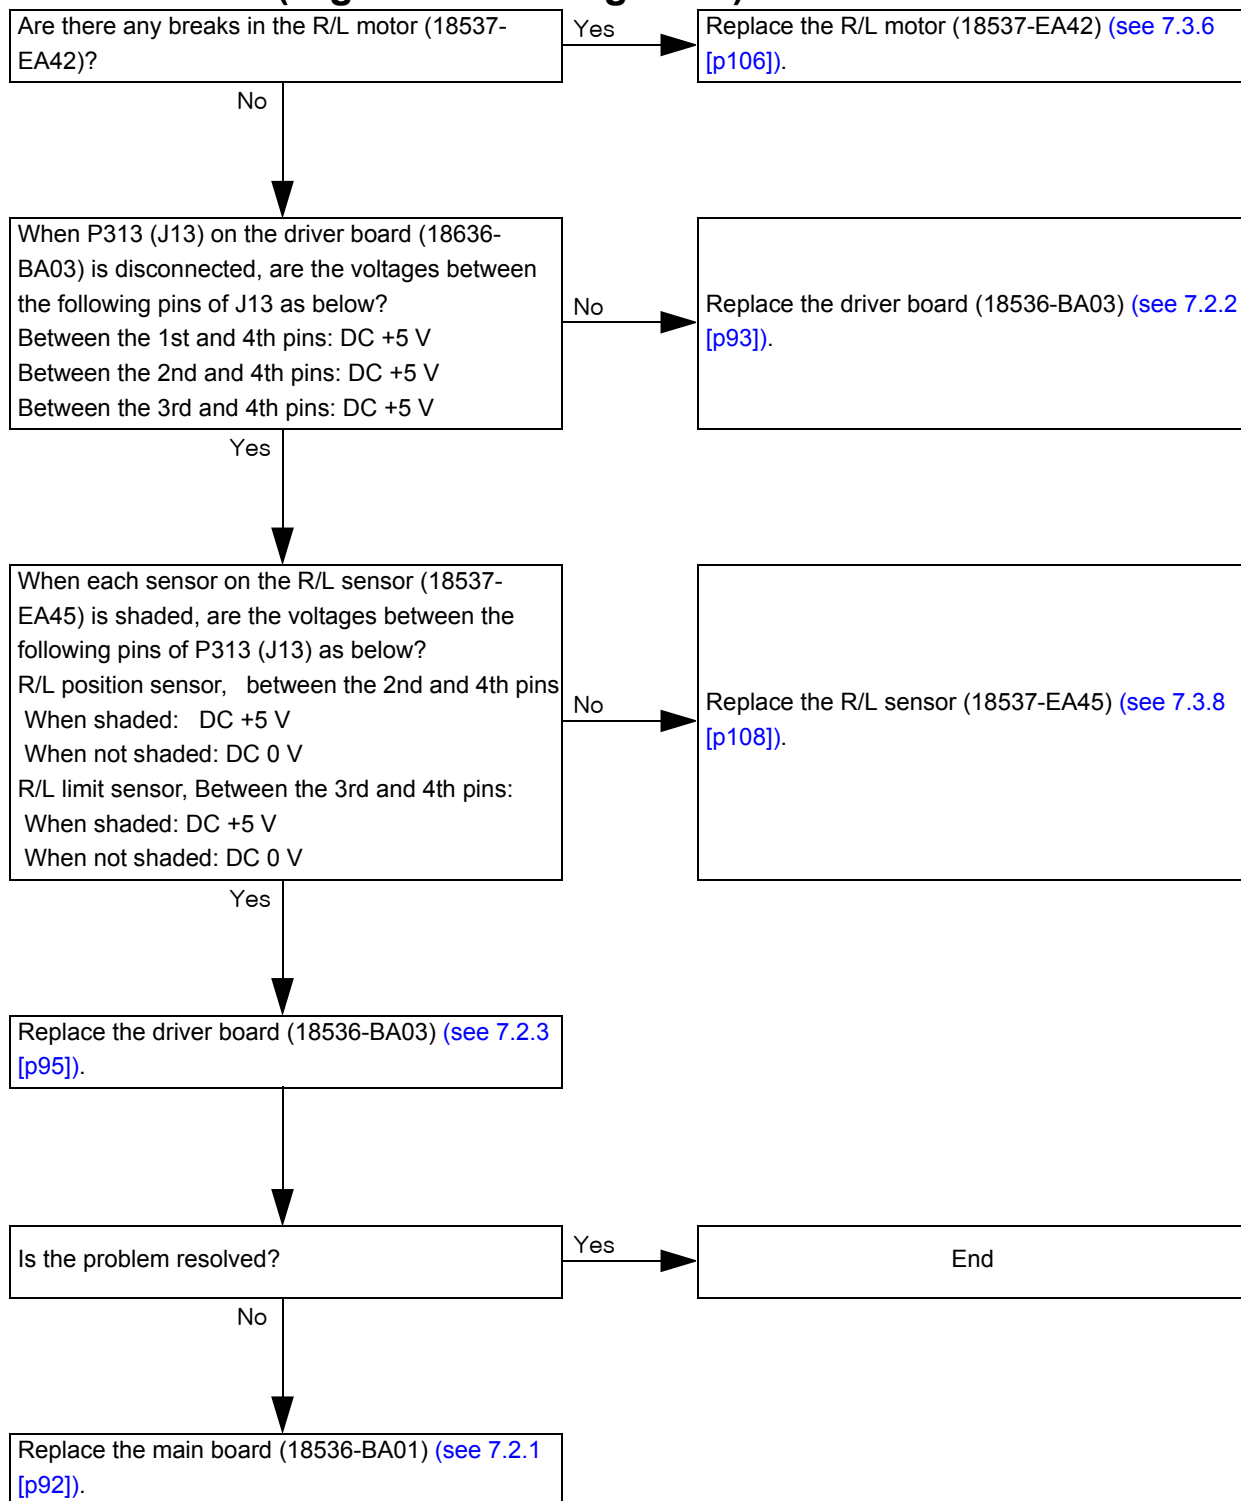 Are there any breaks in the R/L motor (18537-
EA42)?
Yes
Replace the R/L motor (18537-EA42) (see 7.3.6
[p106]).
No
When P313 (J13) on the driver board (18636-
BA03) is disconnected, are the voltages between
the following pins of J13 as below?
Between the 1st and 4th pins: DC +5 V
Between the 2nd and 4th pins: DC +5 V
Between the 3rd and 4th pins: DC +5 V
No
Replace the driver board (18536-BA03) (see 7.2.2
[p93]).
Yes
When each sensor on the R/L sensor (18537-
EA45) is shaded, are the voltages between the
following pins of P313 (J13) as below?
R/L position sensor, between the 2nd and 4th pins
When shaded: DC +5 V
When not shaded: DC 0 V
R/L limit sensor, Between the 3rd and 4th pins:
When shaded: DC +5 V
When not shaded: DC 0 V
No
Replace the R/L sensor (18537-EA45) (see 7.3.8
[p108]).
Yes
Replace the driver board (18536-BA03) (see 7.2.3
[p95]).
Is the problem resolved?
Yes
End
No
Replace the main board (18536-BA01) (see 7.2.1
[p92]).